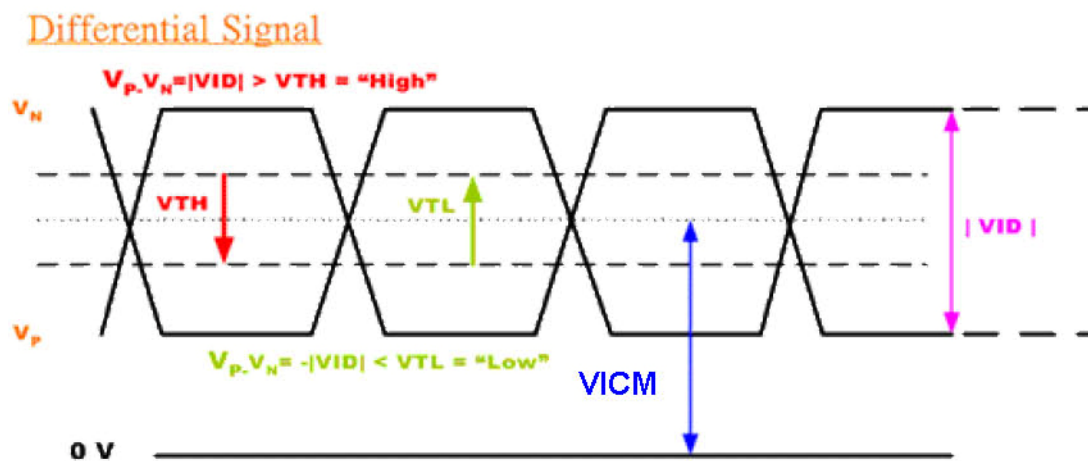 Differential Signal
VP-VN=|VID| > VTH = “High”
VN
VTH
VTL
| VID |
VP
VP-VN= -|VID| < VTL = “Low”
VICM
0 V